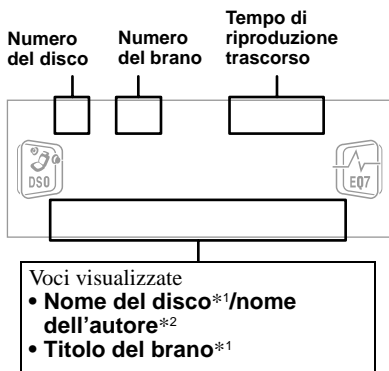 Numero
del disco
Numero
del brano
Tempo di
riproduzione
trascorso
DSO
EQ7
Voci visualizzate
• Nome del disco*1/nome
dell'autore*2
• Titolo del brano*1